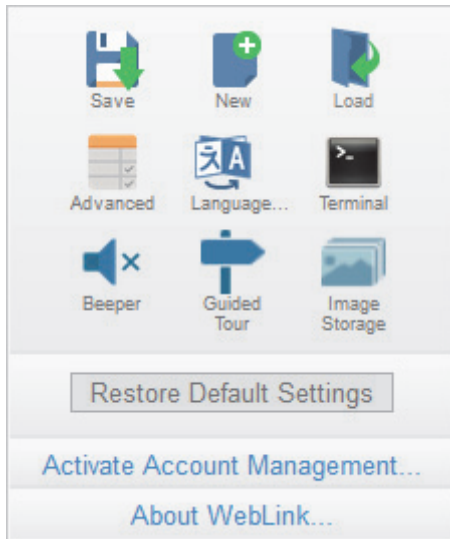 Save New Load
Advanced Language... Terminal
>_
文 A
Beeper Guided Tour Image Storage
Restore Default Settings
Activate Account Management...
About WebLink...